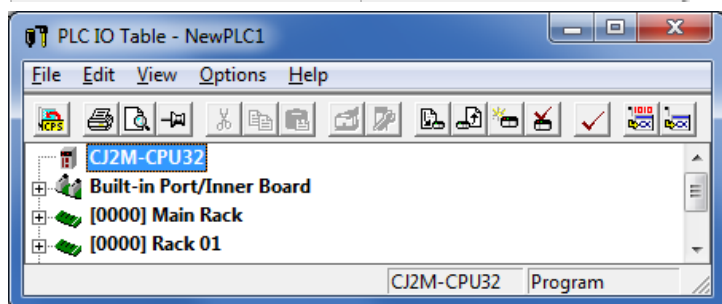 PLC IO Table - NewPLC1
File Edit View Options Help
CPS
CJ2M-CPU32
Built-in Port/Inner Board
[0000] Main Rack
[0000] Rack 01
CJ2M-CPU32 Program